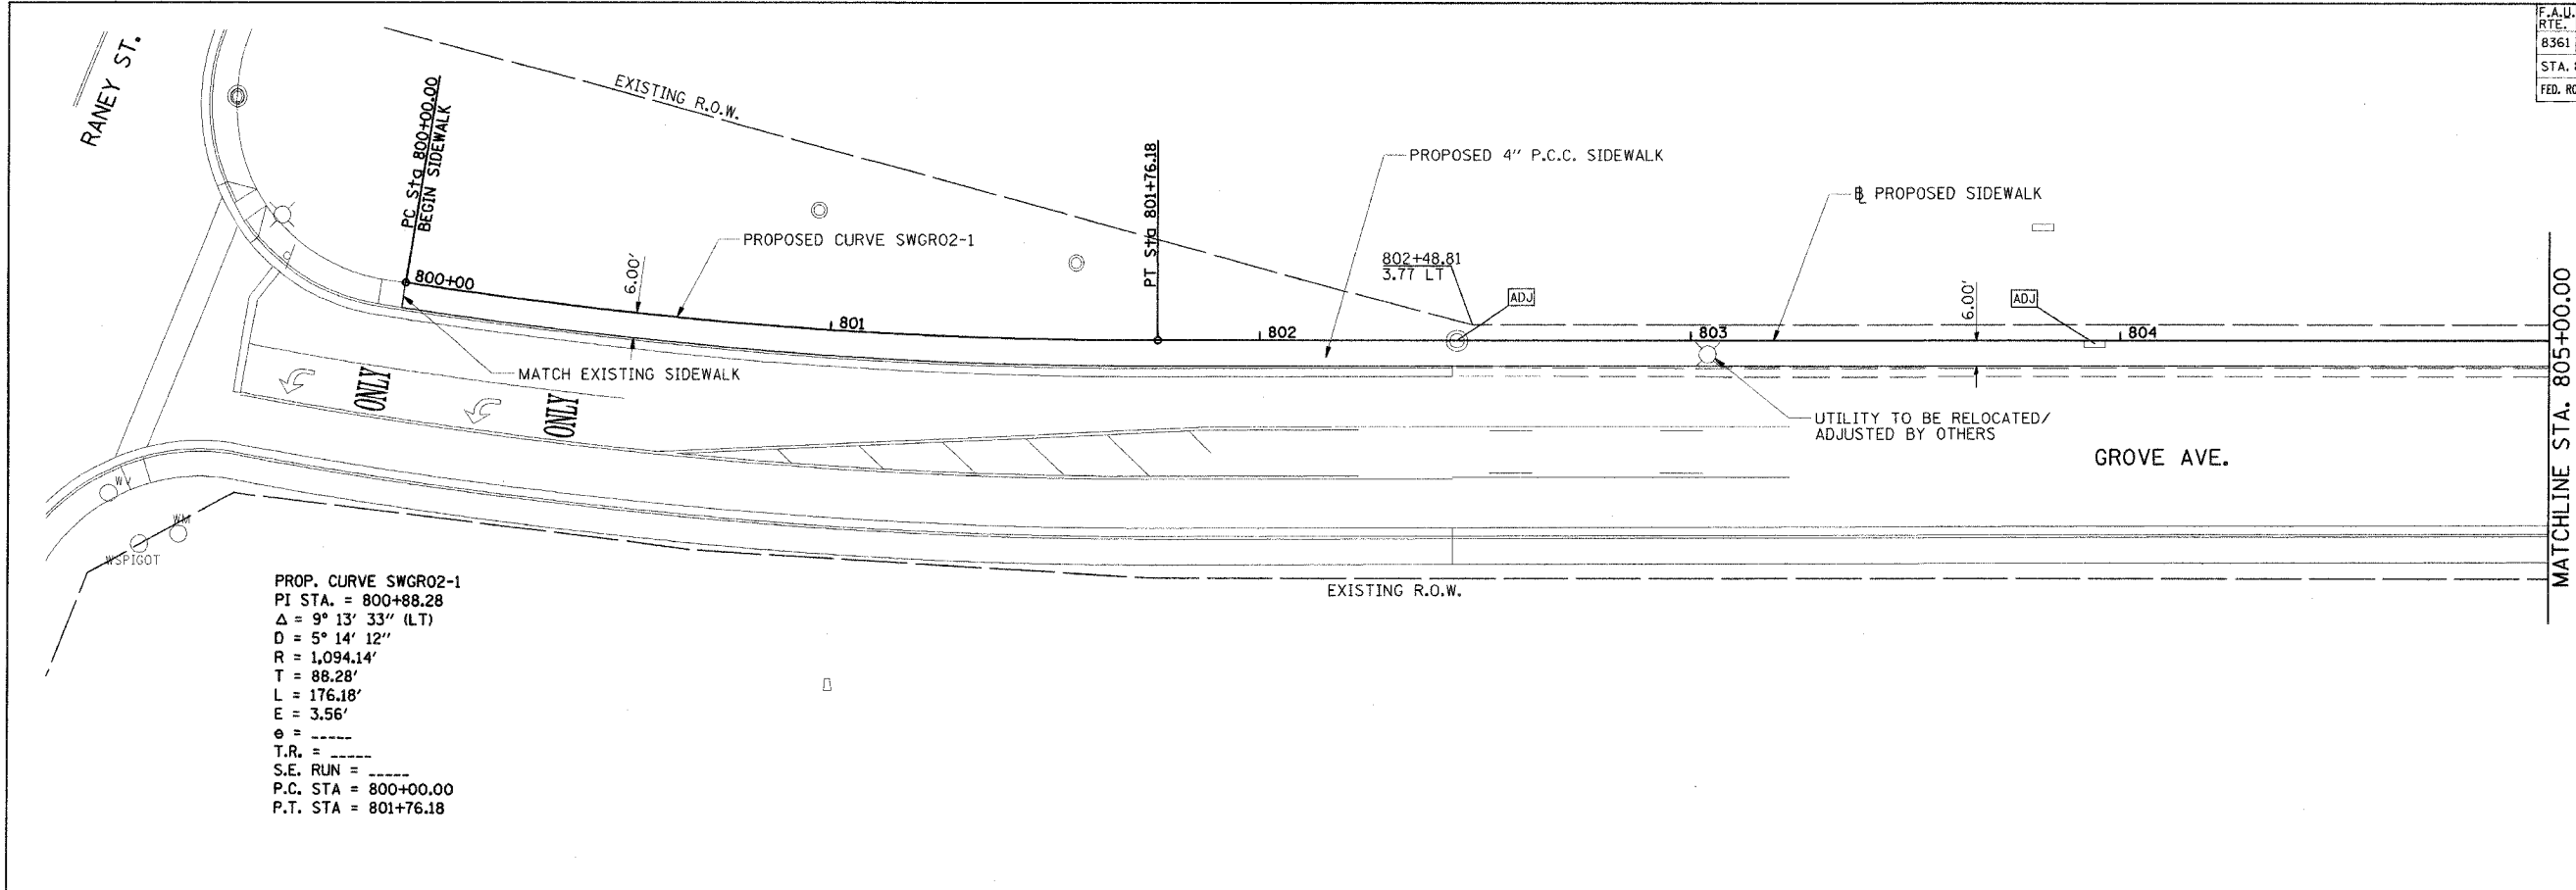 F.A.U.
RTE.
8361
STA. 8
FED. RO
RANEY ST.
PC Sta 800+00.00
BEGIN SIDEWALK
EXISTING R.O.W.
PT Sta 801+76.18
PROPOSED 4" P.C.C. SIDEWALK
℄ PROPOSED SIDEWALK
PROPOSED CURVE SWGR02-1
800+00
6.00'
801
802
802+48.81
3.77 LT
ADJ
803
6.00'
ADJ
804
MATCH EXISTING SIDEWALK
ONLY
ONLY
UTILITY TO BE RELOCATED/
ADJUSTED BY OTHERS
GROVE AVE.
MATCHLINE STA. 805+00.00
WV
WM
WSPIGOT
EXISTING R.O.W.
PROP. CURVE SWGR02-1
PI STA. = 800+88.28
Δ = 9° 13' 33" (LT)
D = 5° 14' 12"
R = 1,094.14'
T = 88.28'
L = 176.18'
E = 3.56'
e = _____
T.R. = _____
S.E. RUN = _____
P.C. STA = 800+00.00
P.T. STA = 801+76.18